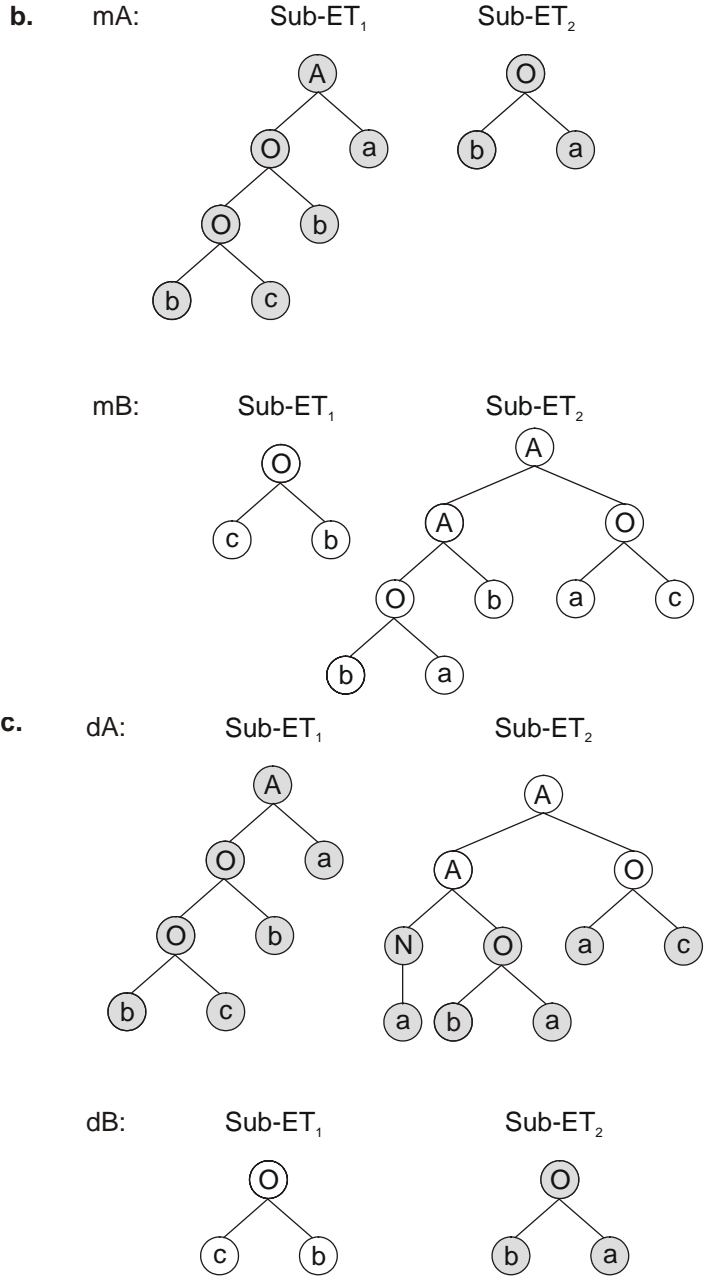 b. mA: Sub-ET1 Sub-ET2
A O
O a b a
O b
b c
mB: Sub-ET1 Sub-ET2
A
O
A O
c b
O b a c
b a
c. dA: Sub-ET1 Sub-ET2
A
A
O a
A O
O b
N O a c
b c
a b a
dB: Sub-ET1 Sub-ET2
O O
c b b a